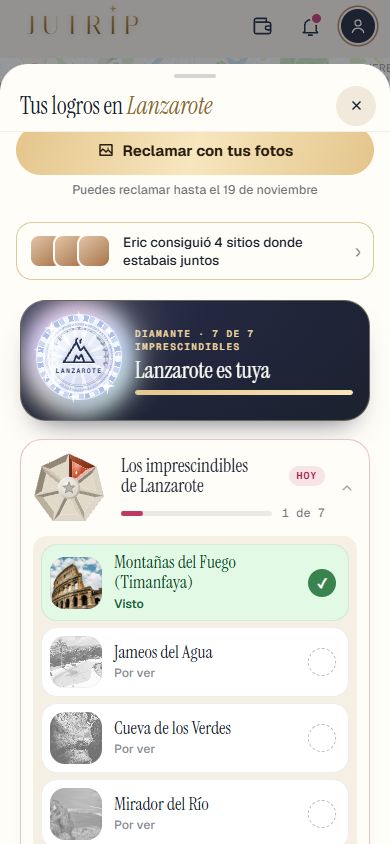 JUTRIP
Tus logros en Lanzarote
Reclamar con tus fotos
Puedes reclamar hasta el 19 de noviembre
Eric consiguió 4 sitios donde
estabais juntos
LANZAROTE
DIAMANTE · 7 DE 7
IMPRESCINDIBLES
Lanzarote es tuya
Los imprescindibles
de Lanzarote
HOY
1 de 7
Montañas del Fuego
(Timanfaya)
Visto
Jameos del Agua
Por ver
Cueva de los Verdes
Por ver
Mirador del Río
Por ver